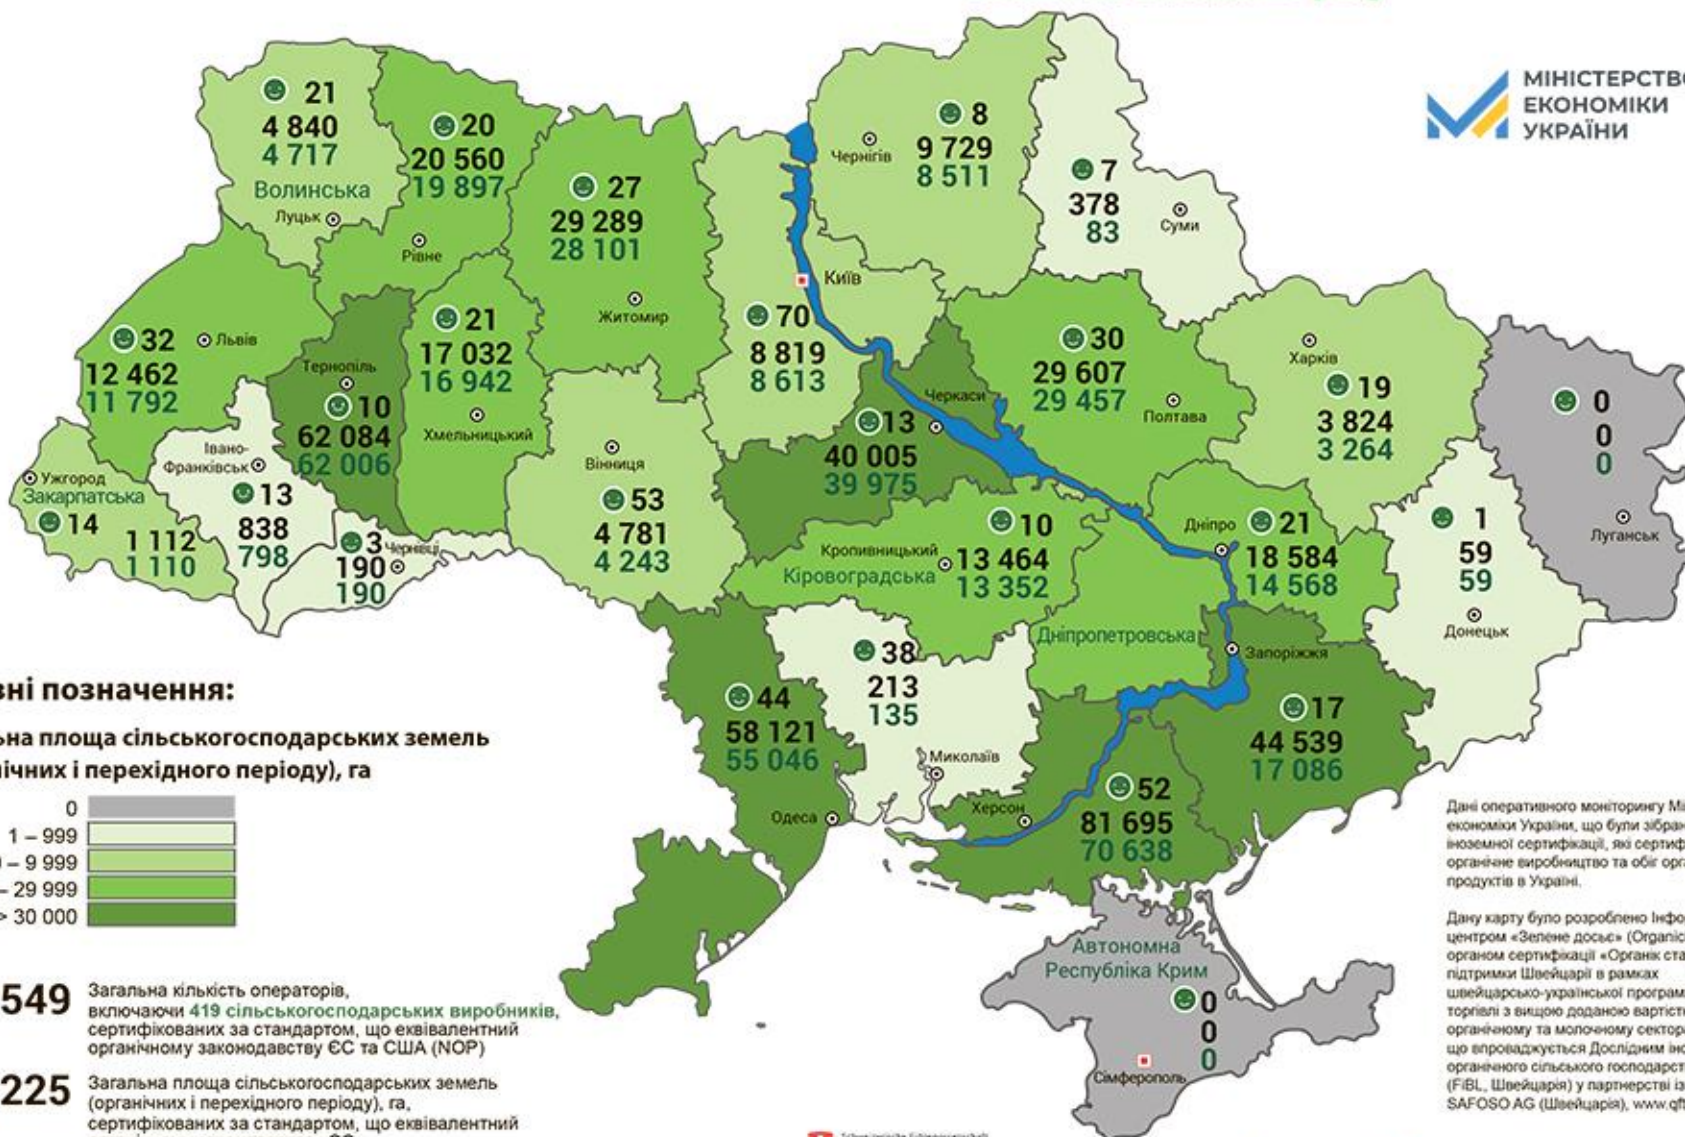 МІНІСТЕРСТВО
ЕКОНОМІКИ
УКРАЇНИ
21
4 840
4 717
Волинська
Луцьк
20
20 560
19 897
Рівне
27
29 289
28 101
Житомир
Чернігів
8
9 729
8 511
7
378
83
Суми
Київ
70
8 819
8 613
32
Львів
12 462
11 792
Тернопіль
10
62 084
62 006
21
17 032
16 942
Хмельницький
Вінниця
53
4 781
4 243
Черкаси
13
40 005
39 975
30
29 607
29 457
Полтава
Харків
19
3 824
3 264
0
0
0
Луганськ
Ужгород
Закарпатська
14
1 112
1 110
Івано-
Франківськ
13
838
798
3
Чернівці
190
190
10
Кропивницький
13 464
Кіровоградська
13 352
Дніпро
21
18 584
14 568
Дніпропетровська
1
59
59
Донецьк
Запоріжжя
17
44 539
17 086
38
213
135
Миколаїв
44
58 121
55 046
Одеса
Херсон
52
81 695
70 638
Автономна
Республіка Крим
0
0
0
Сімферополь
вні позначення:
ьна площа сільськогосподарських земель
нічних і перехідного періоду), га
0
1 – 999
– 9 999
– 29 999
> 30 000
549
Загальна кількість операторів,
включаючи 419 сільськогосподарських виробників,
сертифікованих за стандартом, що еквівалентний
органічному законодавству ЄС та США (NOP)
225
Загальна площа сільськогосподарських земель
(органічних і перехідного періоду), га,
сертифікованих за стандартом, що еквівалентний
Дані оперативного моніторингу Мі
економіки України, що були зібран
іноземної сертифікації, які сертиф
органічне виробництво та обіг орга
продуктів в Україні.
Дану карту було розроблено Інфо
центром «Зелене досьє» (Organic
органом сертифікації «Органік ста
підтримки Швейцарії в рамках
швейцарсько-української програм
торгівлі з вищою доданою вартіст
органічному та молочному сектора
що впроваджується Дослідним інс
органічного сільського господарст
(FiBL, Швейцарія) у партнерстві із
SAFOSO AG (Швейцарія), www.qft